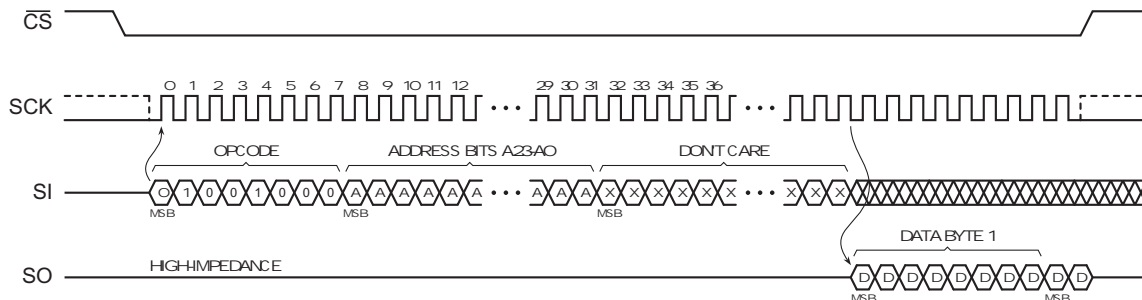 CS
0 1 2 3 4 5 6 7 8 9 10 11 12 29 30 31 32 33 34 35 36
SCK
OPCODE ADDRESS BITS A23-A0 DON'T CARE
SI 0 1 0 0 1 0 0 0 A A A A A A A A A X X X X X X X X X
MSB MSB MSB
DATA BYTE 1
HIGH-IMPEDANCE
SO D D D D D D D D D D
MSB MSB